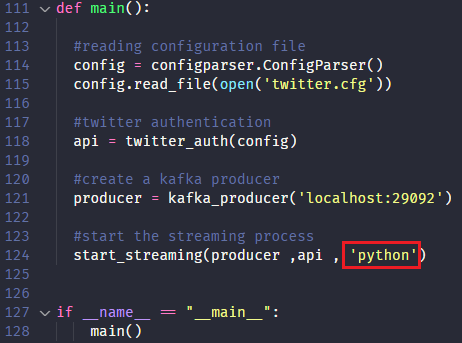 111 def main():
112
113 #reading configuration file
114 config = configparser.ConfigParser()
115 config.read_file(open('twitter.cfg'))
116
117 #twitter authentication
118 api = twitter_auth(config)
119
120 #create a kafka producer
121 producer = kafka_producer('localhost:29092')
122
123 #start the streaming process
124 start_streaming(producer ,api , 'python')
125
126
127 if __name__ == "__main__":
128 main()